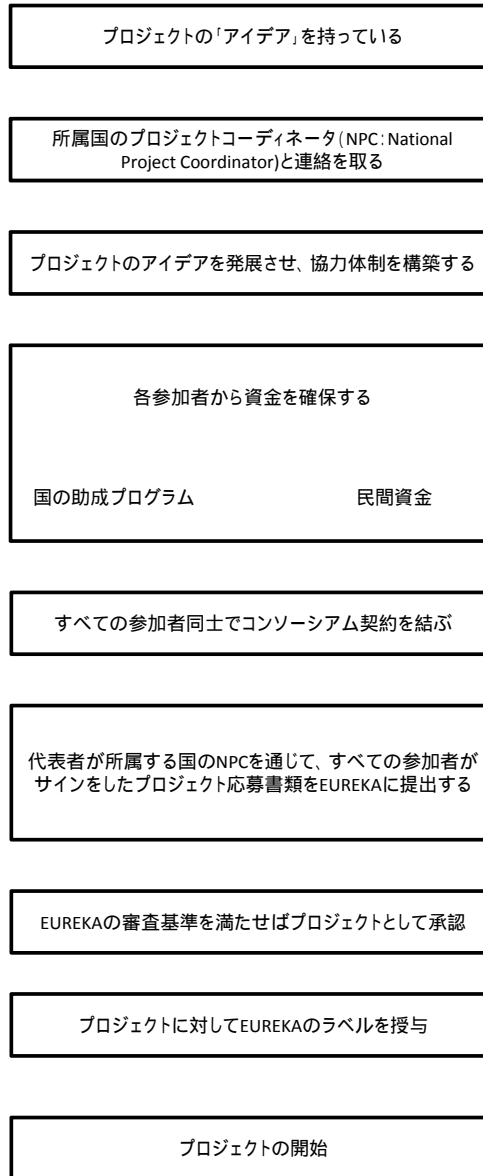 プロジェクトの「アイデア」を持っている
所属国のプロジェクトコーディネータ(NPC:National
Project Coordinator)と連絡を取る
プロジェクトのアイデアを発展させ、協力体制を構築する
各参加者から資金を確保する
国の助成プログラム 民間資金
すべての参加者同士でコンソーシアム契約を結ぶ
代表者が所属する国のNPCを通じて、すべての参加者が
サインをしたプロジェクト応募書類をEUREKAに提出する
EUREKAの審査基準を満たせばプロジェクトとして承認
プロジェクトに対してEUREKAのラベルを授与
プロジェクトの開始